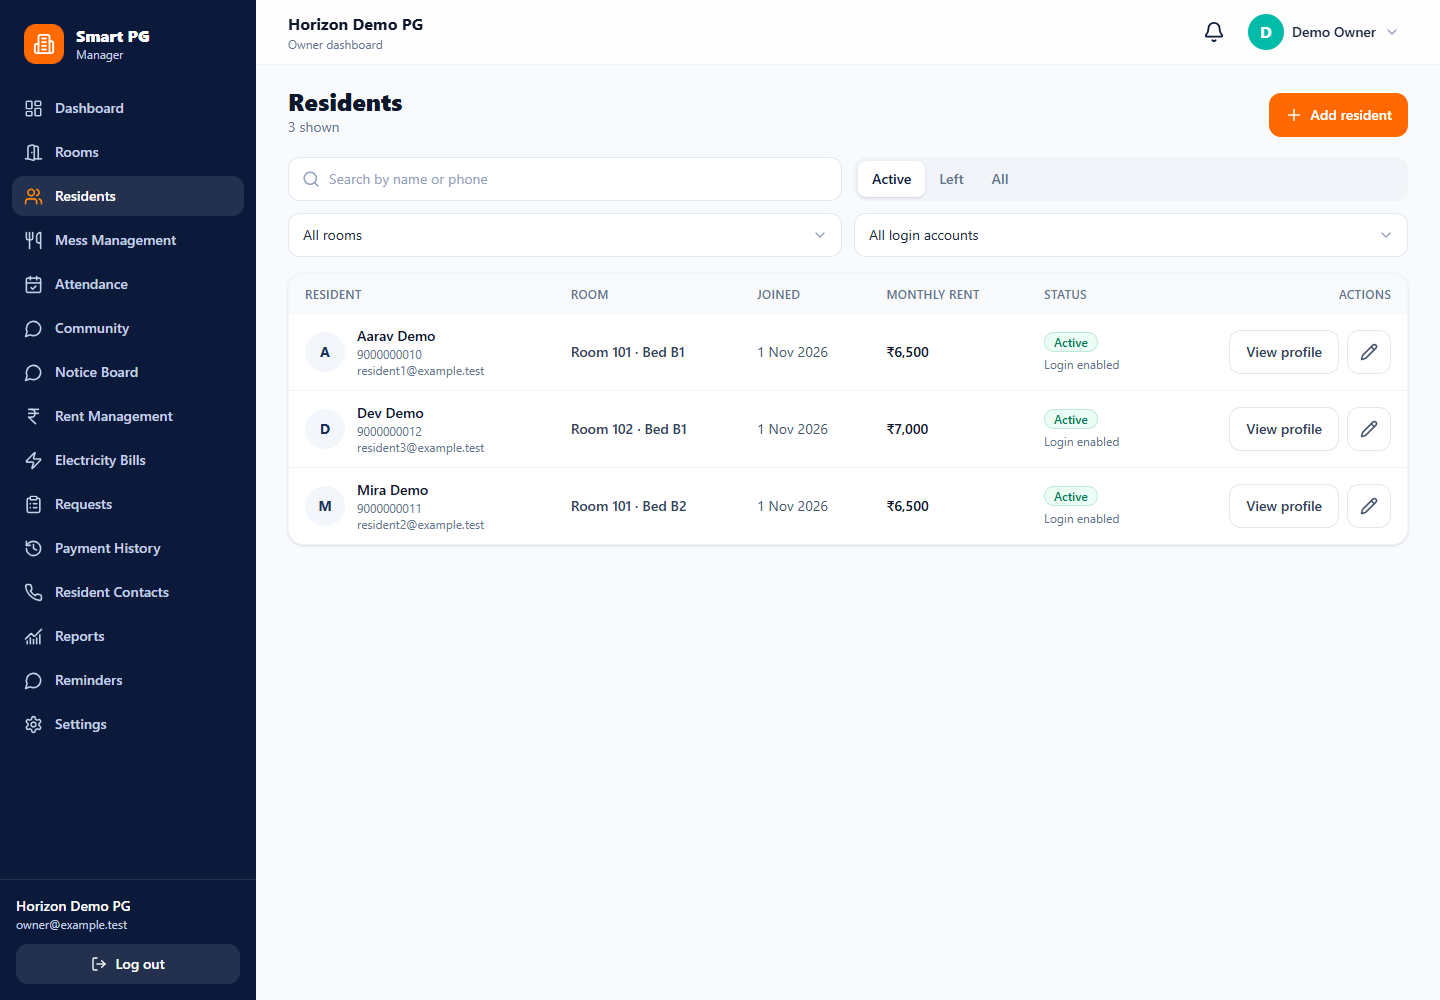 Smart PG
Manager
Dashboard
Rooms
Residents
Mess Management
Attendance
Community
Notice Board
Rent Management
Electricity Bills
Requests
Payment History
Resident Contacts
Reports
Reminders
Settings
Horizon Demo PG
owner@example.test
Log out
Horizon Demo PG
Owner dashboard
D
Demo Owner
Residents
3 shown
Add resident
Search by name or phone
Active Left All
All rooms
All login accounts
RESIDENT ROOM JOINED MONTHLY RENT STATUS ACTIONS
A
Aarav Demo
9000000010
resident1@example.test
Room 101 · Bed B1
1 Nov 2026
₹6,500
Active
Login enabled
View profile
D
Dev Demo
9000000012
resident3@example.test
Room 102 · Bed B1
1 Nov 2026
₹7,000
Active
Login enabled
View profile
M
Mira Demo
9000000011
resident2@example.test
Room 101 · Bed B2
1 Nov 2026
₹6,500
Active
Login enabled
View profile